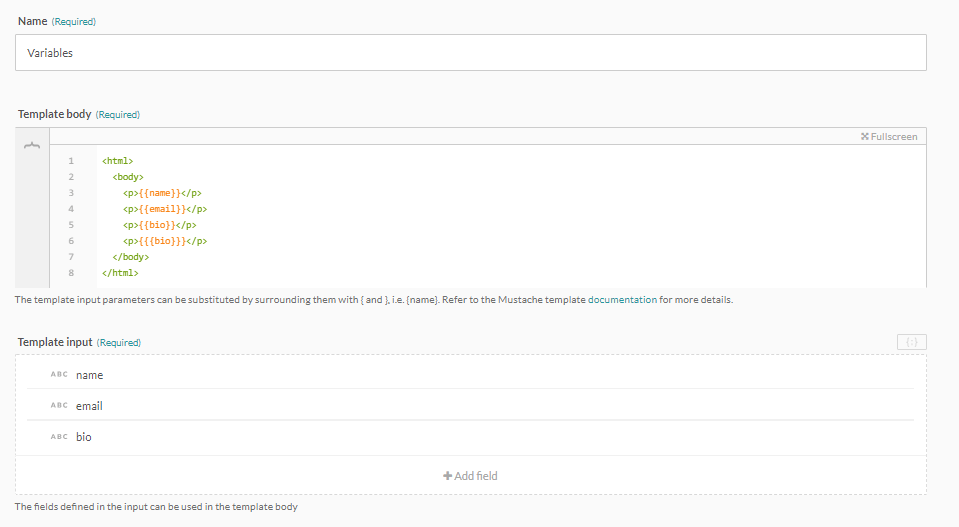 Name (Required)
Variables
Template body (Required)
Fullscreen
1 <html>
2 <body>
3 <p>{{name}}</p>
4 <p>{{email}}</p>
5 <p>{{bio}}</p>
6 <p>{{{bio}}}</p>
7 </body>
8 </html>
The template input parameters can be substituted by surrounding them with { and }, i.e. {name}. Refer to the Mustache template documentation for more details.
Template input (Required)
{:}
ABC name
ABC email
ABC bio
+ Add field
The fields defined in the input can be used in the template body